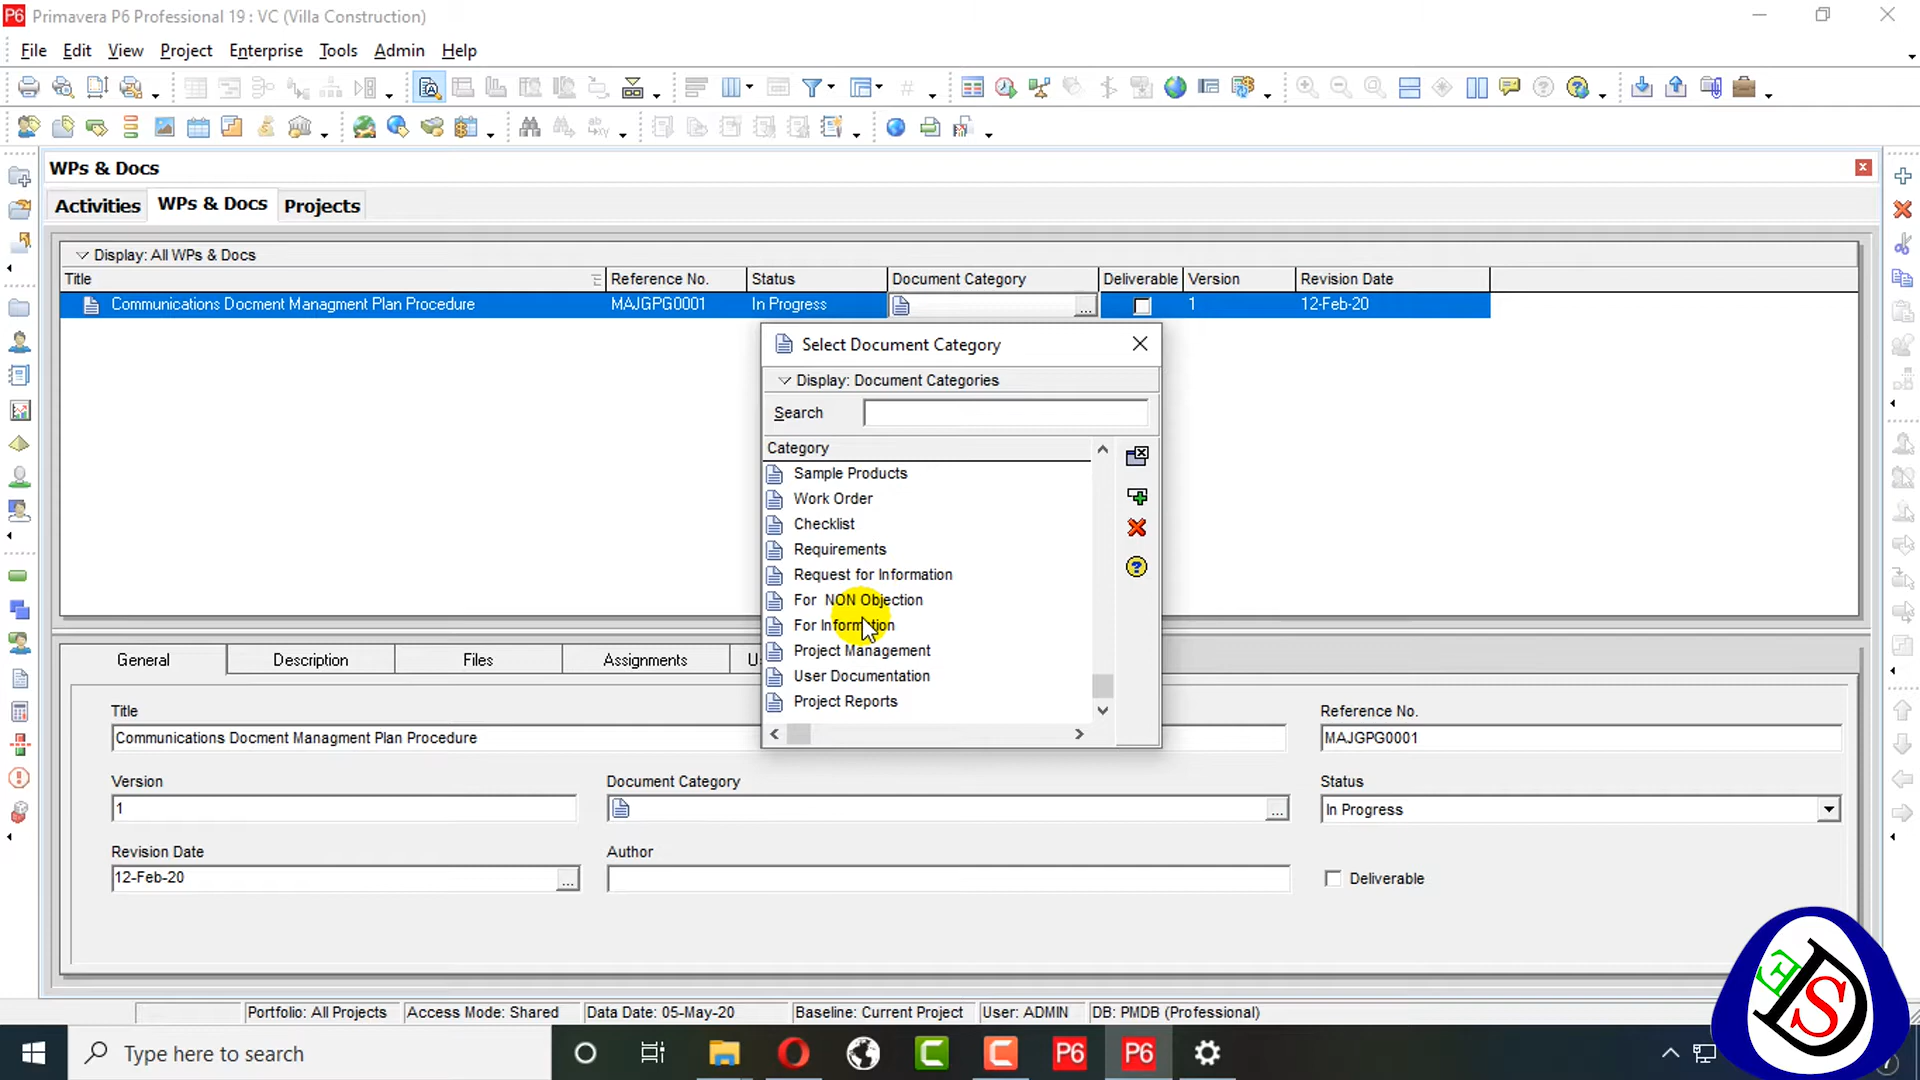 Primavera P6 Professional 19 : VC (Villa Construction)
File Edit View Project Enterprise Tools Admin Help
WPs & Docs
Activities WPs & Docs Projects
Display: All WPs & Docs
Title Reference No. Status Document Category Deliverable Version Revision Date
Communications Docment Managment Plan Procedure MAJGPG0001 In Progress ... 1 12-Feb-20
Select Document Category
Display: Document Categories
Search
Category
Sample Products
Work Order
Checklist
Requirements
Request for Information
For NON Objection
For Information
Project Management
User Documentation
Project Reports
General Description Files Assignments
Title Reference No.
Communications Docment Managment Plan Procedure MAJGPG0001
Version Document Category Status
1 ... In Progress
Revision Date Author
12-Feb-20 ... Deliverable
Portfolio: All Projects Access Mode: Shared Data Date: 05-May-20 Baseline: Current Project User: ADMIN DB: PMDB (Professional)
Type here to search
P6 P6